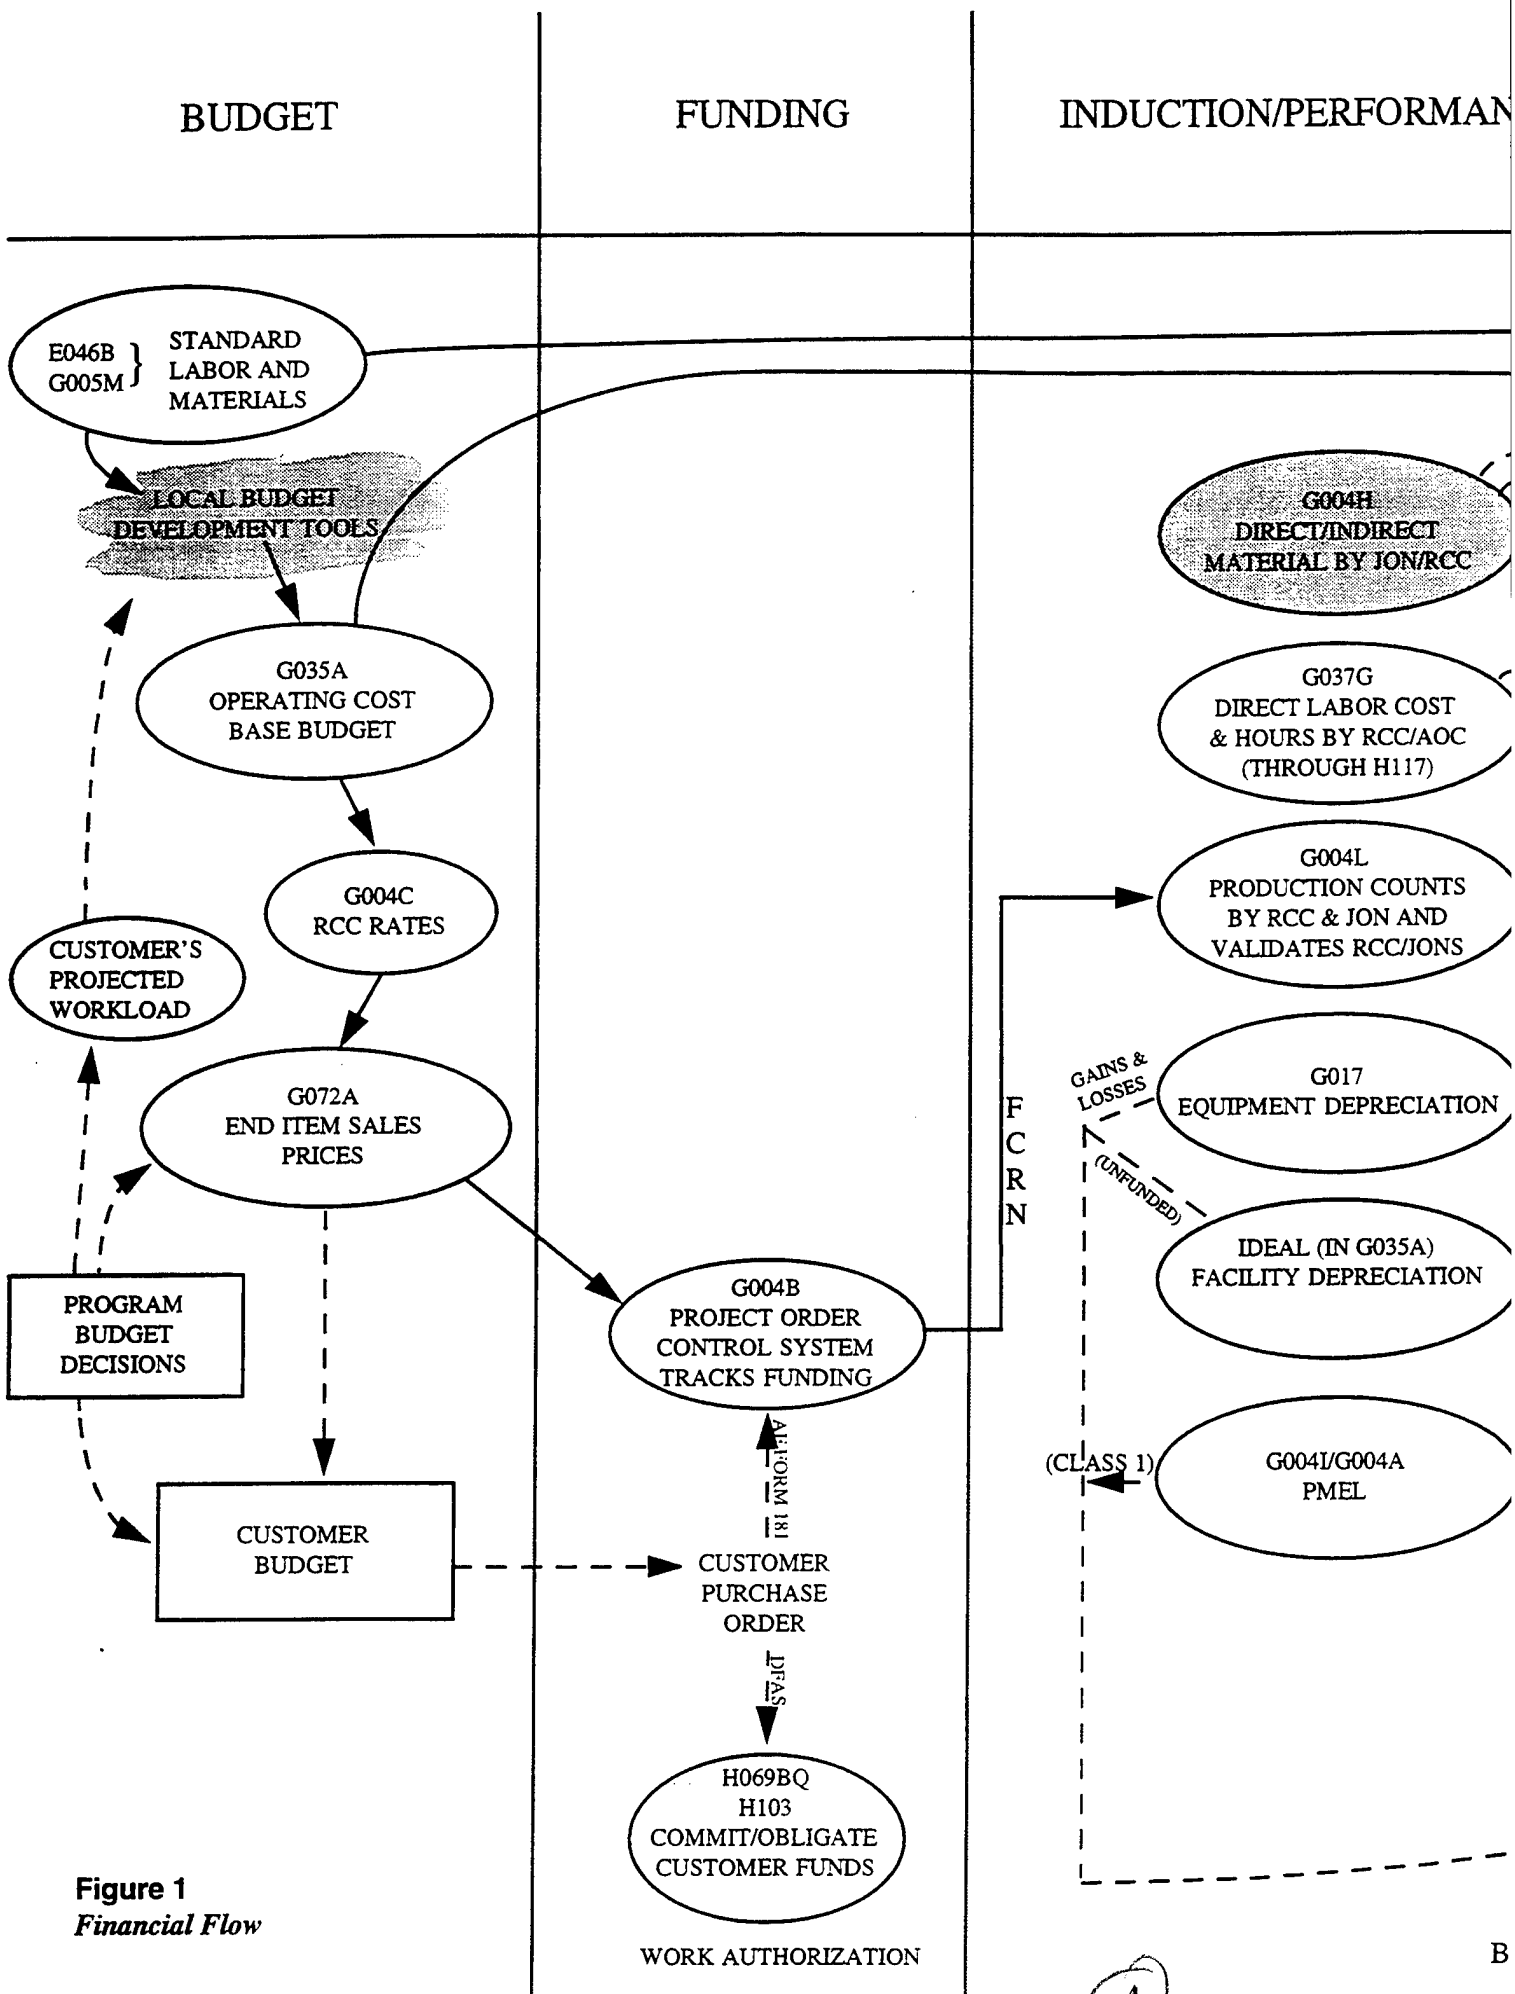 BUDGET
FUNDING
INDUCTION/PERFORMAN
E046B
G005M
}
STANDARD
LABOR AND
MATERIALS
LOCAL BUDGET
DEVELOPMENT TOOLS
G035A
OPERATING COST
BASE BUDGET
G004C
RCC RATES
CUSTOMER'S
PROJECTED
WORKLOAD
G072A
END ITEM SALES
PRICES
PROGRAM
BUDGET
DECISIONS
CUSTOMER
BUDGET
G004B
PROJECT ORDER
CONTROL SYSTEM
TRACKS FUNDING
AF FORM 181
CUSTOMER
PURCHASE
ORDER
DFAS
H069BQ
H103
COMMIT/OBLIGATE
CUSTOMER FUNDS
WORK AUTHORIZATION
F
C
R
N
G004H
DIRECT/INDIRECT
MATERIAL BY JON/RCC
G037G
DIRECT LABOR COST
& HOURS BY RCC/AOC
(THROUGH H117)
G004L
PRODUCTION COUNTS
BY RCC & JON AND
VALIDATES RCC/JONS
GAINS &
LOSSES
G017
EQUIPMENT DEPRECIATION
(UNFUNDED)
IDEAL (IN G035A)
FACILITY DEPRECIATION
(CLASS 1)
G004I/G004A
PMEL
Figure 1
Financial Flow
B